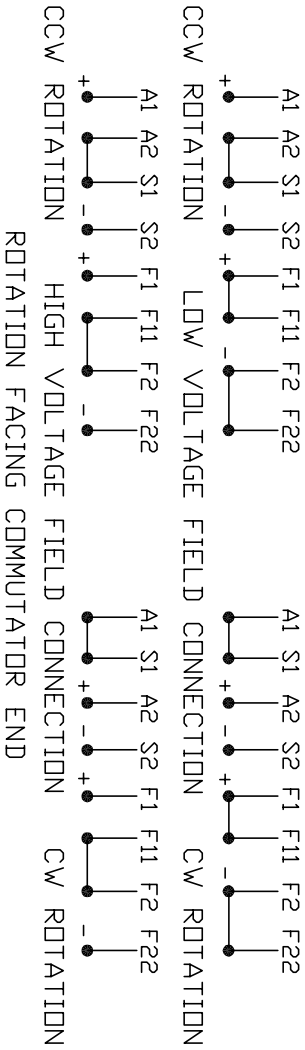 A1 A2 S1 S2 F1 F11 F2 F22 A1 S1 A2 S2 F1 F11 F2 F22
+ - + - + - + -
CCW ROTATION LOW VOLTAGE FIELD CONNECTION CW ROTATION
A1 A2 S1 S2 F1 F11 F2 F22 A1 S1 A2 S2 F1 F11 F2 F22
+ - + - + - + -
CCW ROTATION HIGH VOLTAGE FIELD CONNECTION CW ROTATION
ROTATION FACING COMMUTATOR END